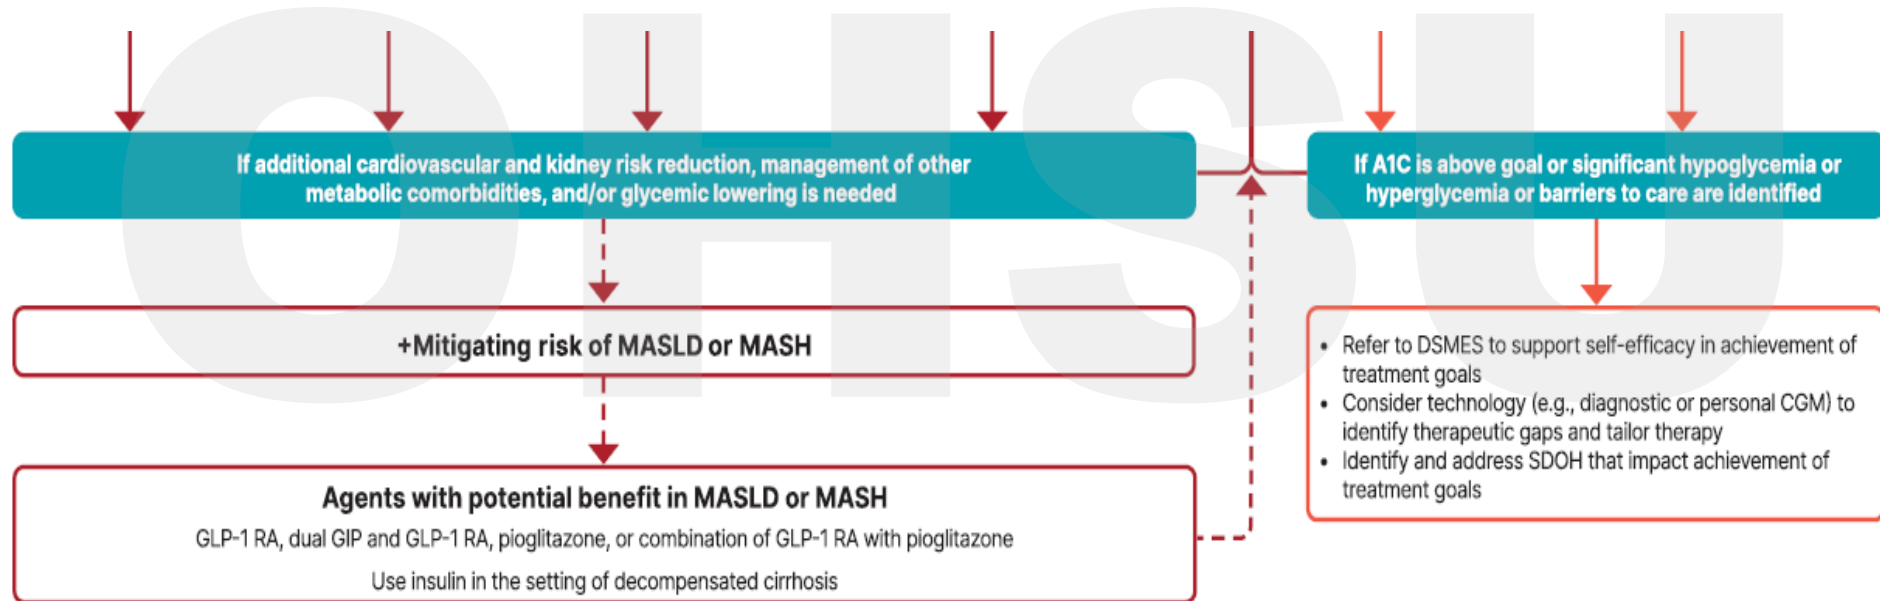 OHSU
If additional cardiovascular and kidney risk reduction, management of other
metabolic comorbidities, and/or glycemic lowering is needed
If A1C is above goal or significant hypoglycemia or
hyperglycemia or barriers to care are identified
+Mitigating risk of MASLD or MASH
Agents with potential benefit in MASLD or MASH
GLP-1 RA, dual GIP and GLP-1 RA, pioglitazone, or combination of GLP-1 RA with pioglitazone
Use insulin in the setting of decompensated cirrhosis
• Refer to DSMES to support self-efficacy in achievement of
treatment goals
• Consider technology (e.g., diagnostic or personal CGM) to
identify therapeutic gaps and tailor therapy
• Identify and address SDOH that impact achievement of
treatment goals